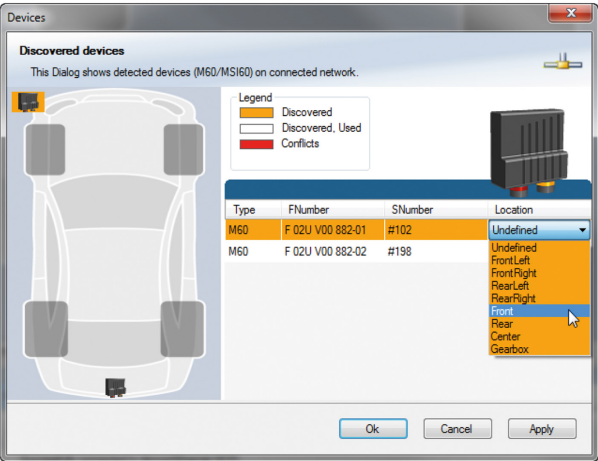 Devices
Discovered devices
This Dialog shows detected devices (M60/MSI60) on connected network.
Legend
Discovered
Discovered, Used
Conflicts
Type FNumber SNumber Location
M60 F 02U V00 882-01 #102 Undefined
M60 F 02U V00 882-02 #198
Undefined
FrontLeft
FrontRight
RearLeft
RearRight
Front
Rear
Center
Gearbox
Ok Cancel Apply